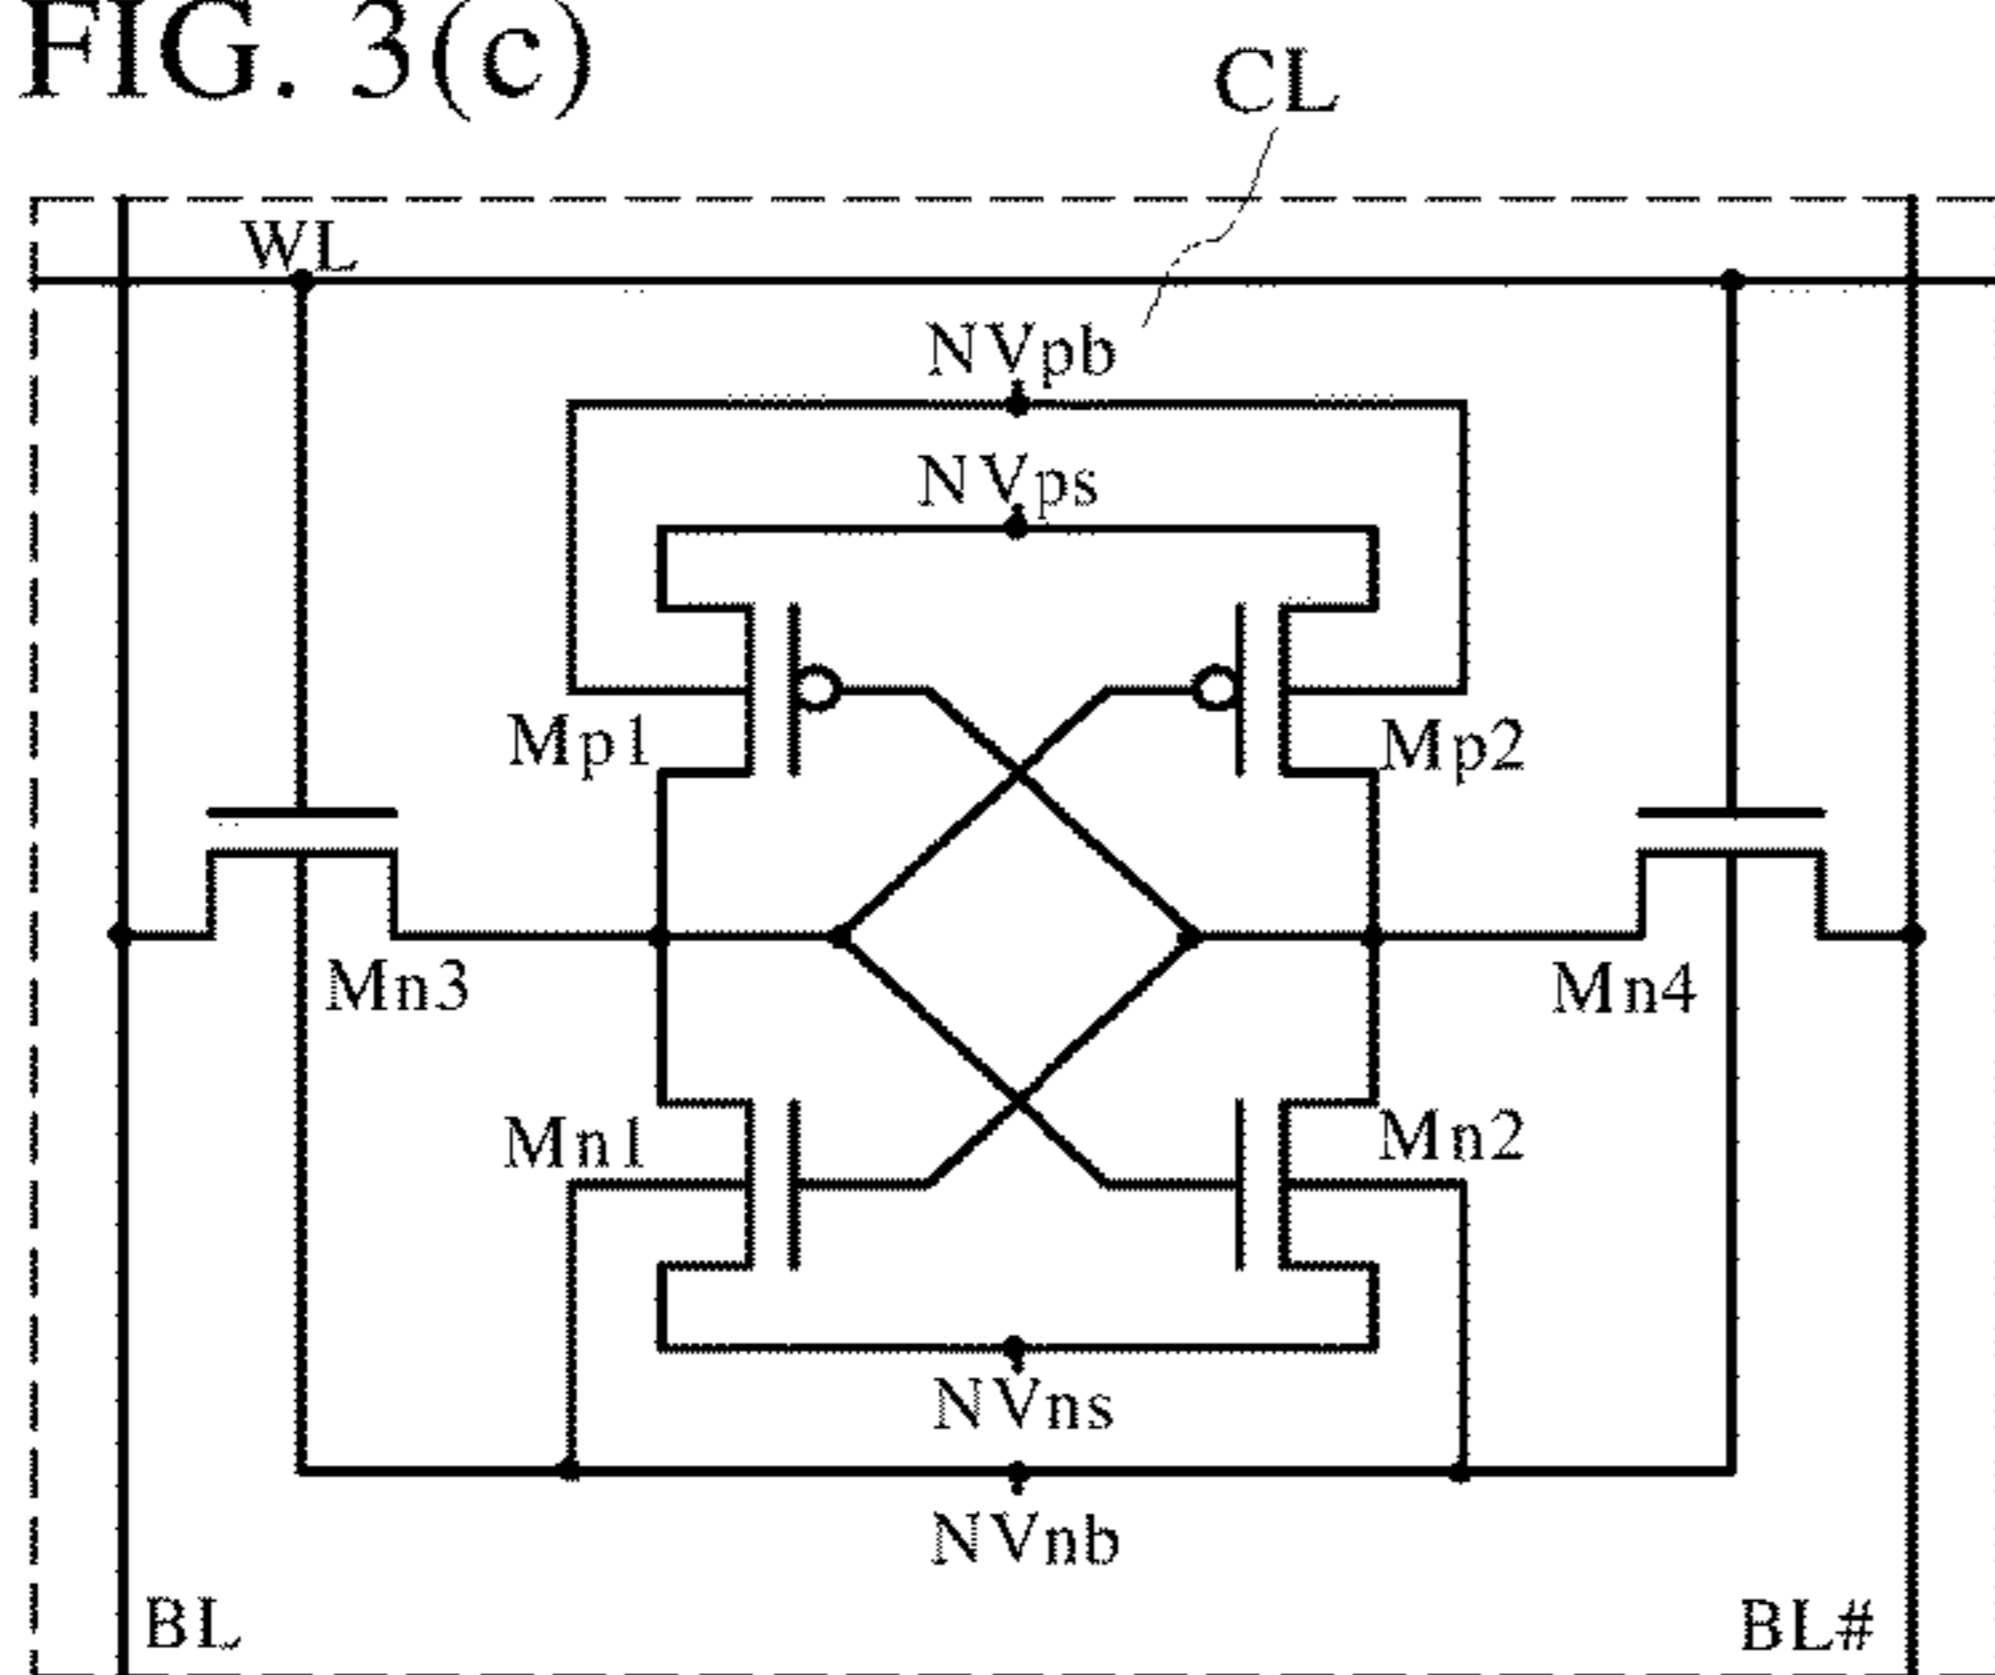 FIG. 3(c)
CL
WL
NVpb
NVps
Mp1
Mp2
Mn3
Mn4
Mn1
Mn2
NVns
NVnb
BL
BL#